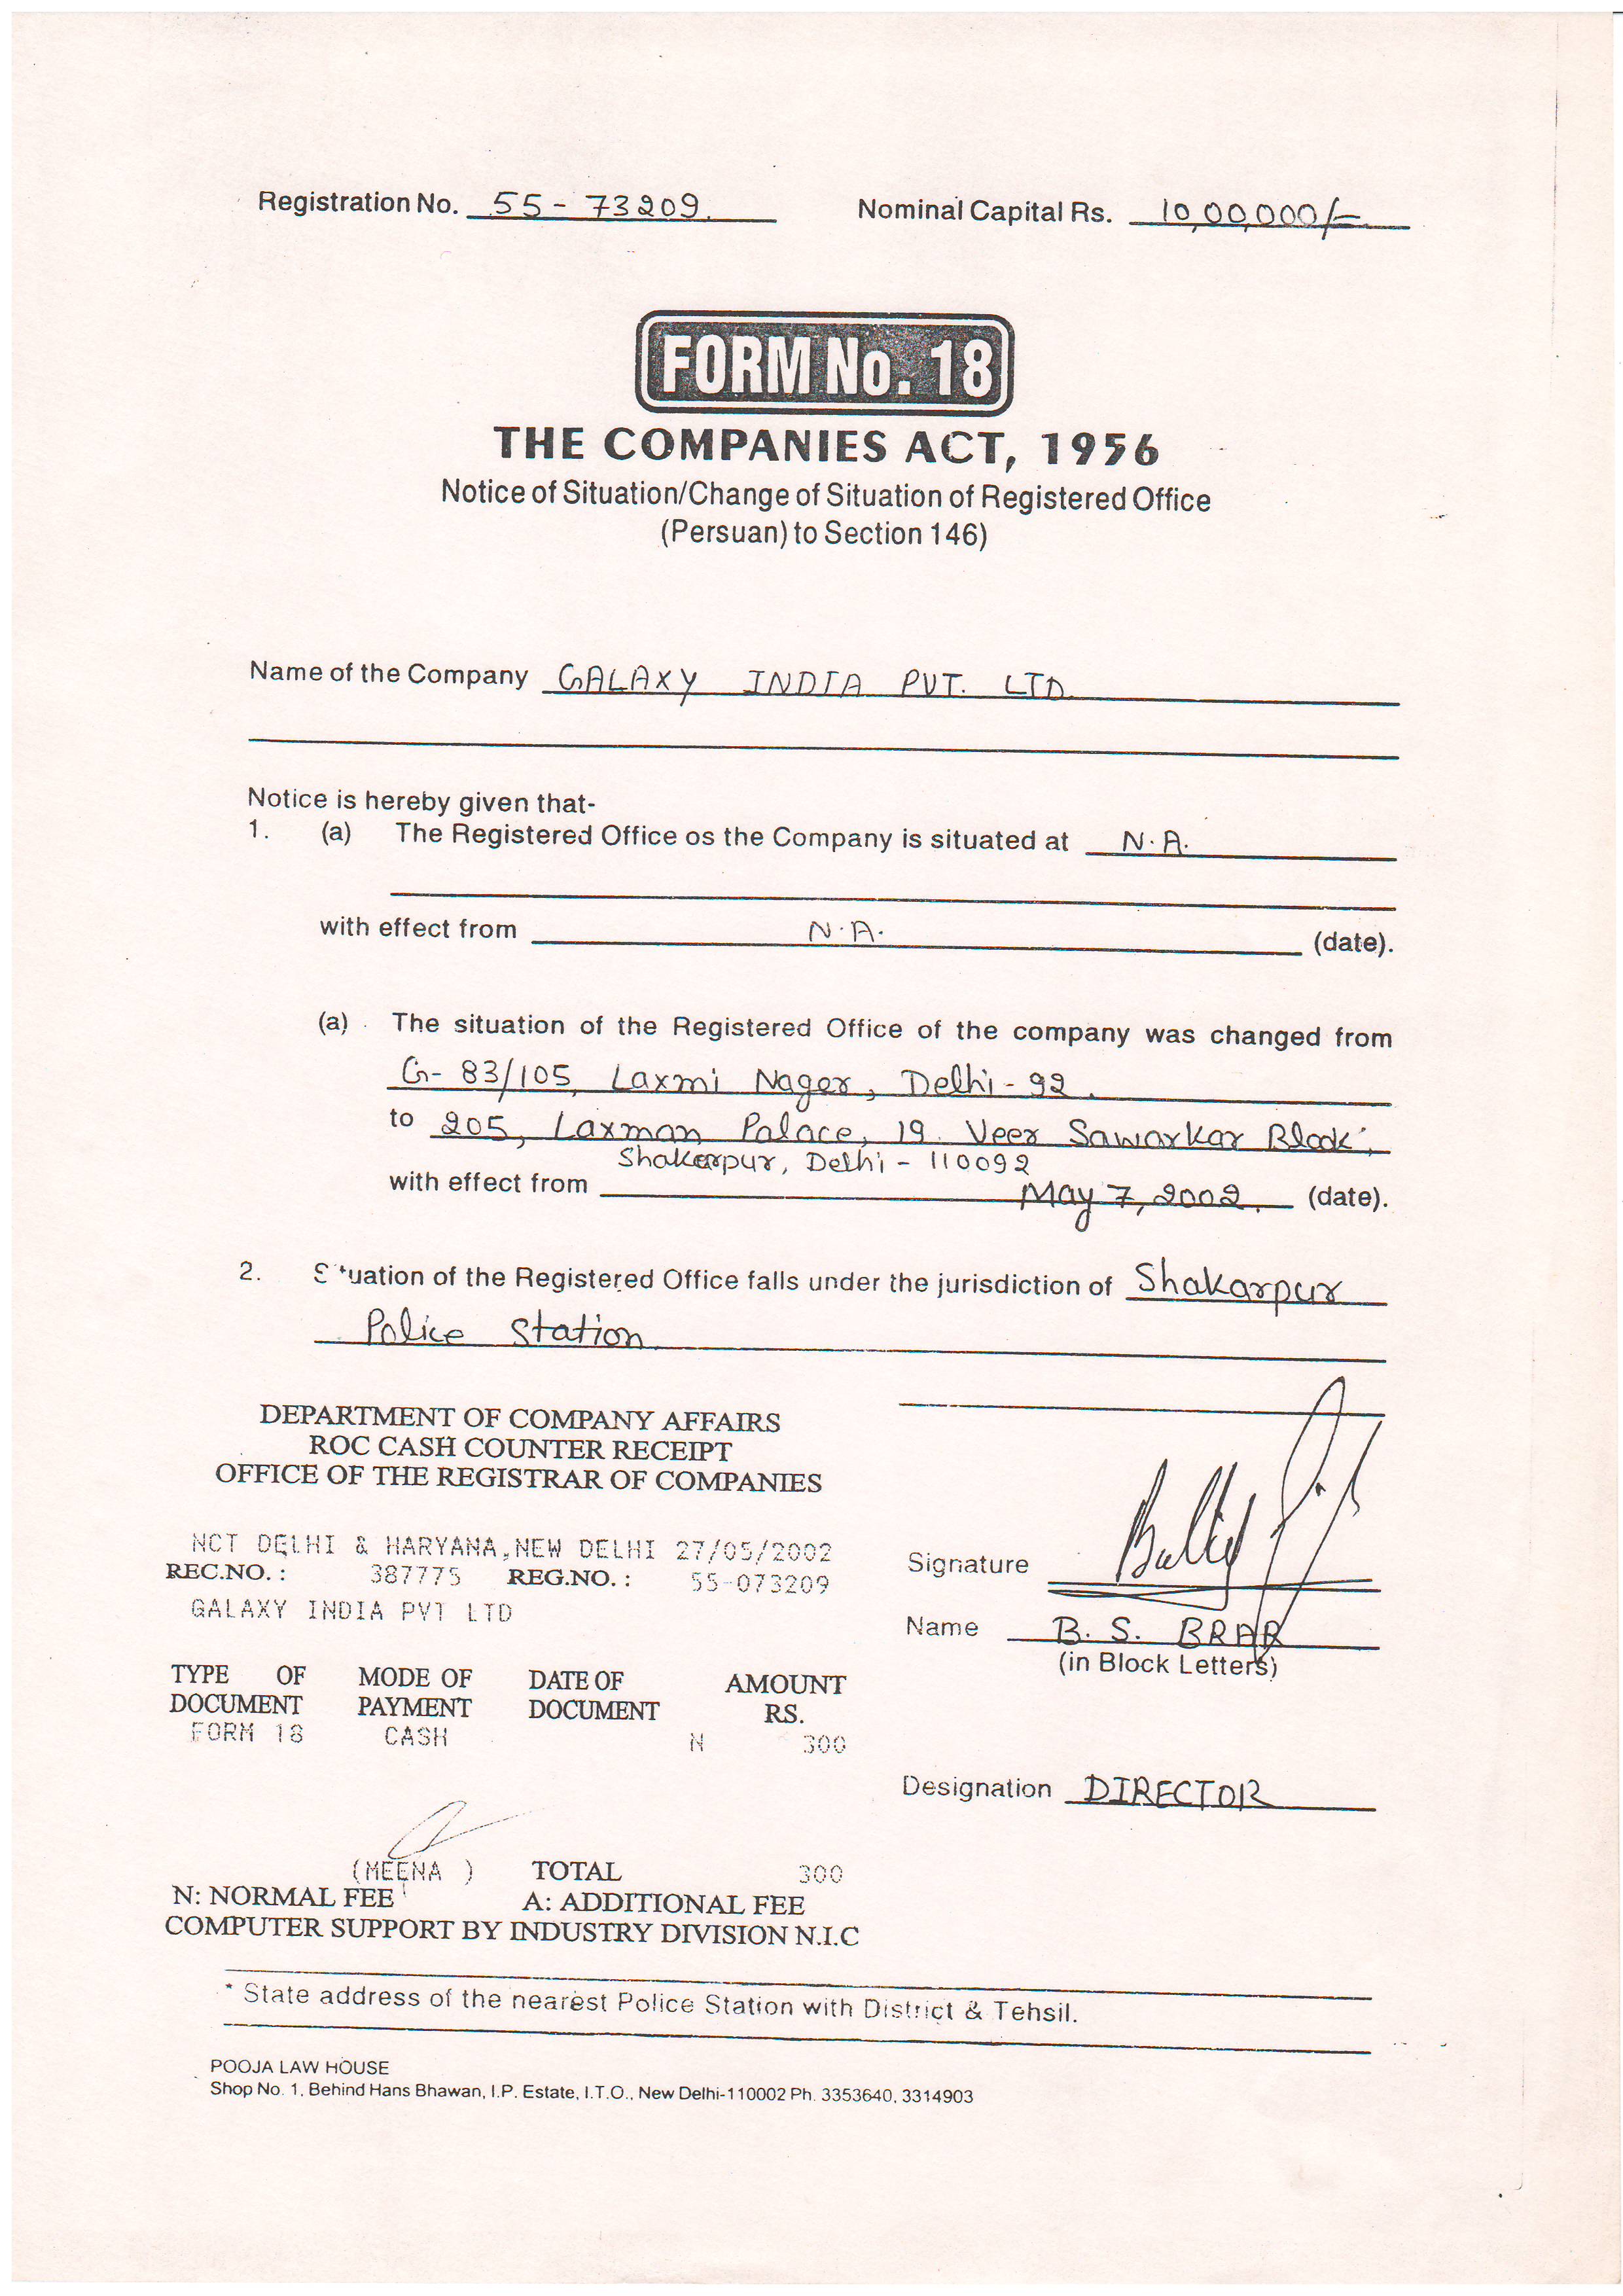 Registration No. 55-73209. Nominal Capital Rs. 10,00,000/-
FORM No. 18
THE COMPANIES ACT, 1956
Notice of Situation/Change of Situation of Registered Office
(Persuan) to Section 146)
Name of the Company GALAXY INDIA PVT. LTD
Notice is hereby given that-
1. (a) The Registered Office os the Company is situated at N.A.
with effect from N.A. (date).
(a) The situation of the Registered Office of the company was changed from
G-83/105, Laxmi Nager, Delhi-92.
to 205, Laxman Palace, 19. Veer Sawarkar Block,
Shakarpur, Delhi - 110092
with effect from May 7, 2002. (date).
2. S tuation of the Registered Office falls under the jurisdiction of Shakarpur
Police Station
DEPARTMENT OF COMPANY AFFAIRS
ROC CASH COUNTER RECEIPT
OFFICE OF THE REGISTRAR OF COMPANIES
NCT DELHI & HARYANA,NEW DELHI 27/05/2002
REC.NO. : 387775 REG.NO. : 55-073209
GALAXY INDIA PVT LTD
Signature
Name B. S. BRAR
(in Block Letters)
TYPE OF MODE OF DATE OF AMOUNT
DOCUMENT PAYMENT DOCUMENT RS.
FORM 18 CASH N 300
Designation DIRECTOR
(MEENA ) TOTAL 300
N: NORMAL FEE A: ADDITIONAL FEE
COMPUTER SUPPORT BY INDUSTRY DIVISION N.I.C
* State address of the nearest Police Station with District & Tehsil.
POOJA LAW HOUSE
Shop No. 1, Behind Hans Bhawan, I.P. Estate, I.T.O., New Delhi-110002 Ph. 3353640, 3314903